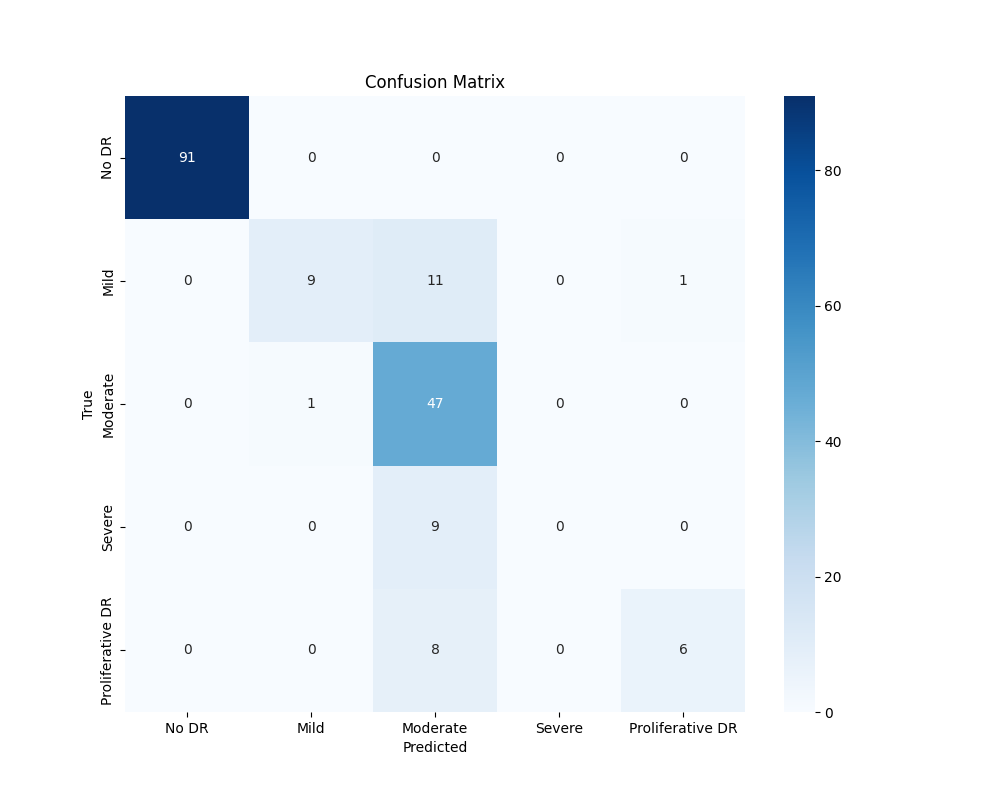 Confusion Matrix
No DR
91 0 0 0 0
Mild
0 9 11 0 1
Moderate
0 1 47 0 0
Severe
0 0 9 0 0
Proliferative DR
0 0 8 0 6
True
No DR Mild Moderate Severe Proliferative DR
Predicted
80
60
40
20
0